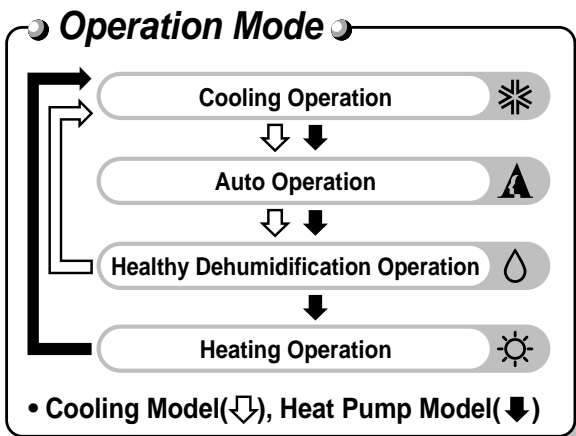 Operation Mode
Cooling Operation
Auto Operation
Healthy Dehumidification Operation
Heating Operation
• Cooling Model(⇩), Heat Pump Model(⬇)